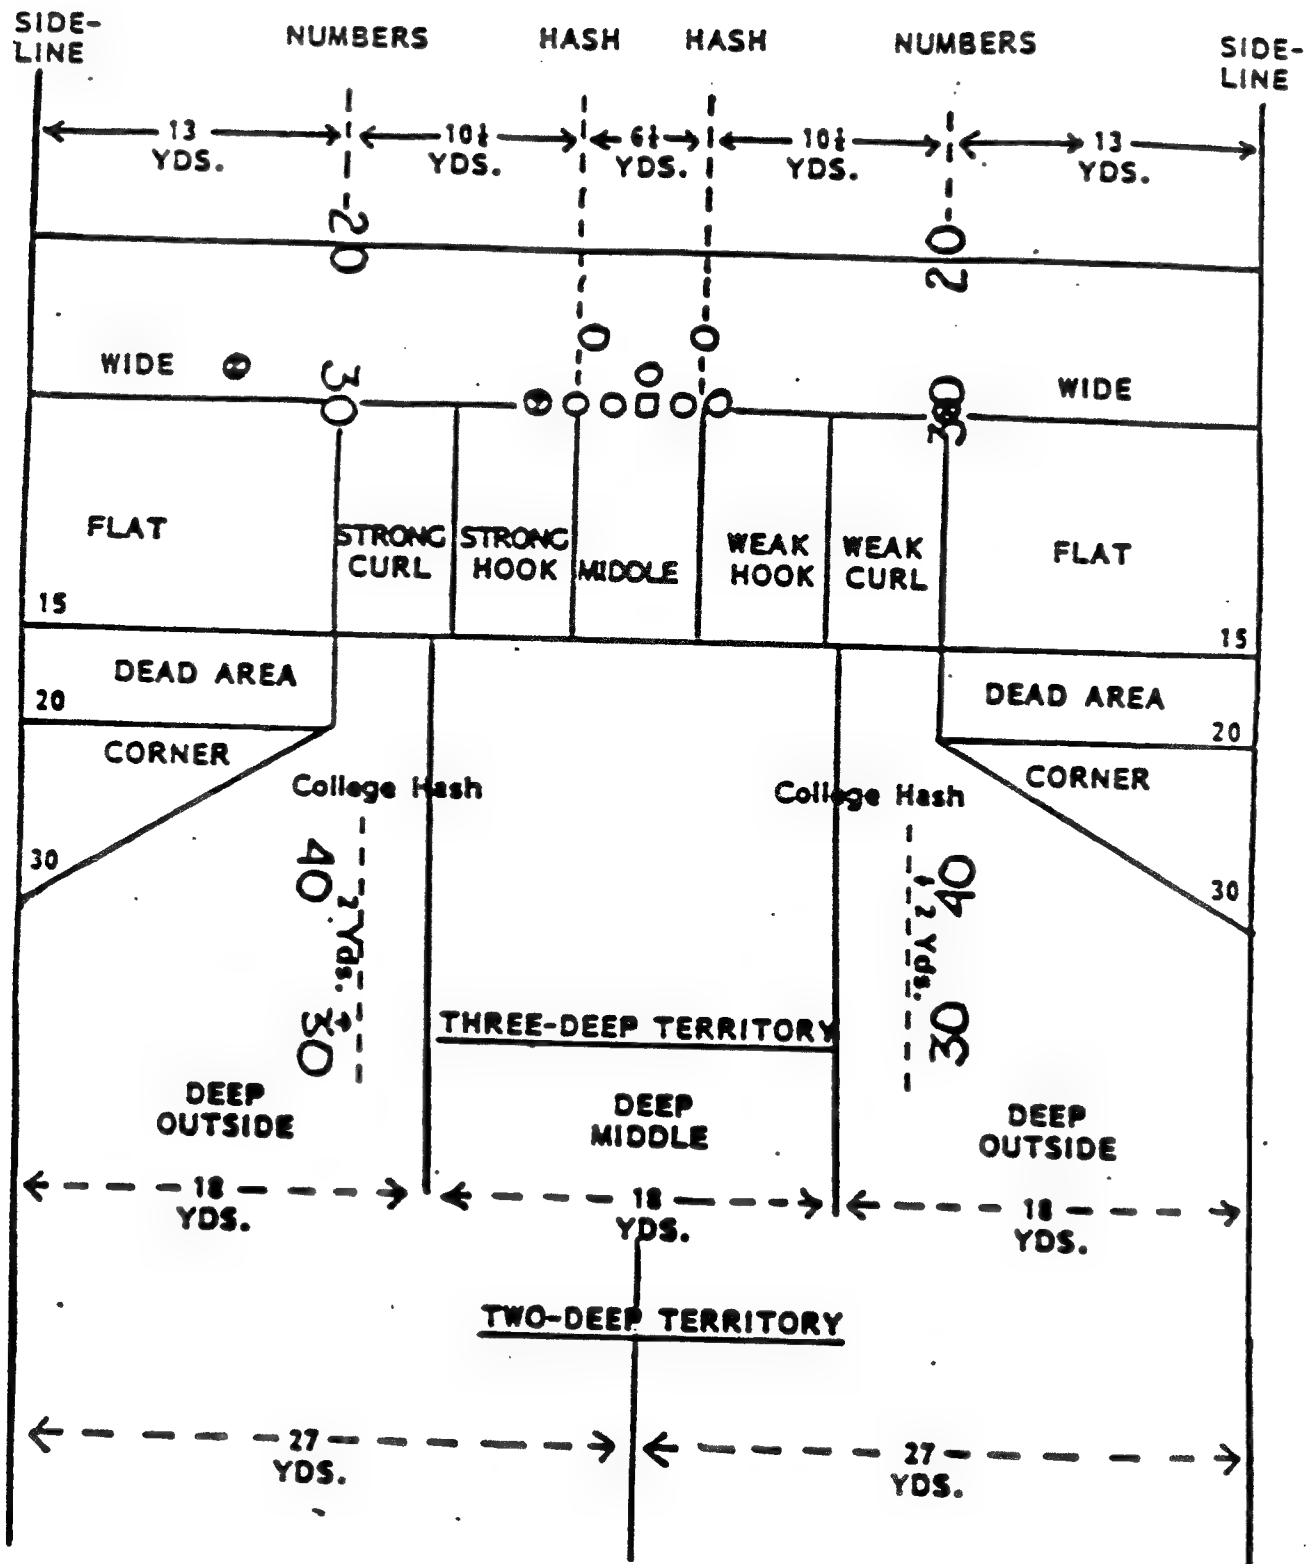 SIDE-
LINE
NUMBERS
HASH
HASH
NUMBERS
SIDE-
LINE
13
YDS.
10½
YDS.
6½
YDS.
10½
YDS.
13
YDS.
20
20
WIDE
30
30
WIDE
FLAT
STRONG
CURL
STRONG
HOOK
MIDDLE
WEAK
HOOK
WEAK
CURL
FLAT
15
15
DEAD AREA
DEAD AREA
20
20
CORNER
CORNER
College Hash
College Hash
30
30
40
2 Yds.
30
40
2 Yds.
30
THREE-DEEP TERRITORY
DEEP
OUTSIDE
DEEP
MIDDLE
DEEP
OUTSIDE
18
YDS.
18
YDS.
18
YDS.
TWO-DEEP TERRITORY
27
YDS.
27
YDS.